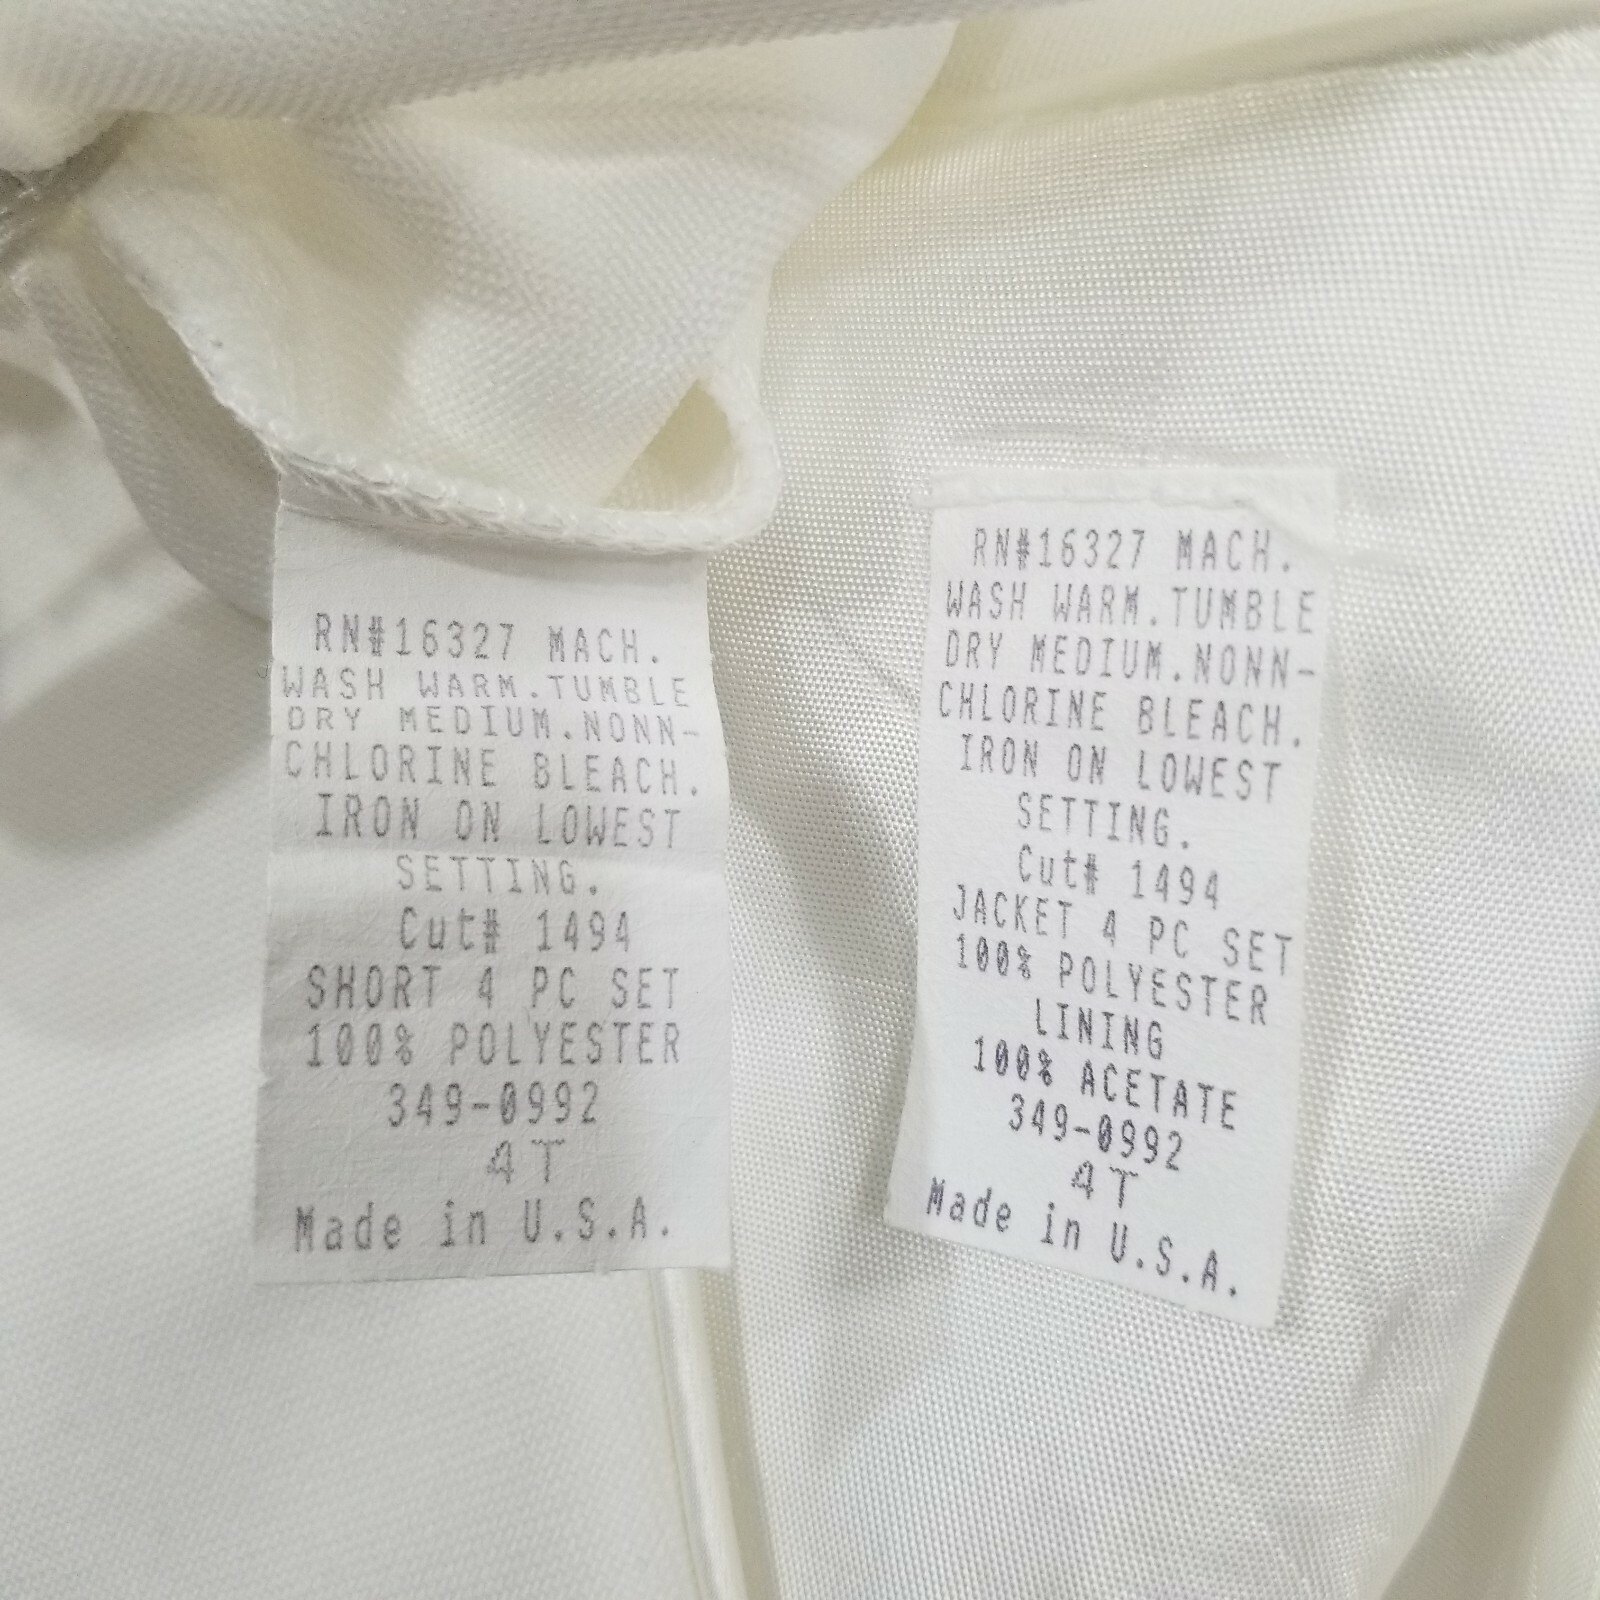 RN#16327 MACH.
WASH WARM.TUMBLE
DRY MEDIUM.NONN-
CHLORINE BLEACH.
IRON ON LOWEST
SETTING.
Cut# 1494
SHORT 4 PC SET
100% POLYESTER
349-0992
4T
Made in U.S.A.
RN#16327 MACH.
WASH WARM.TUMBLE
DRY MEDIUM.NONN-
CHLORINE BLEACH.
IRON ON LOWEST
SETTING.
Cut# 1494
JACKET 4 PC SET
100% POLYESTER
LINING
100% ACETATE
349-0992
4T
Made in U.S.A.